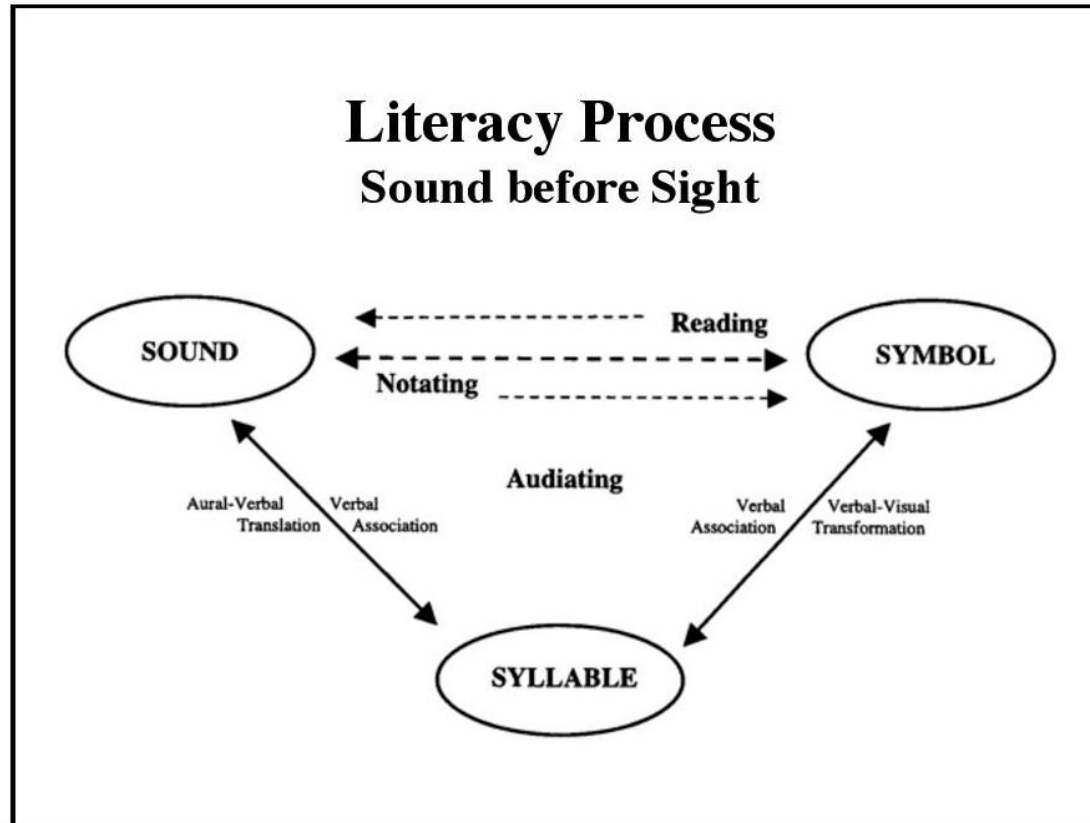 Literacy Process
Sound before Sight
Reading
SOUND
SYMBOL
Notating
Audiating
Aural-Verbal
Translation
Verbal
Association
Verbal
Association
Verbal-Visual
Transformation
SYLLABLE